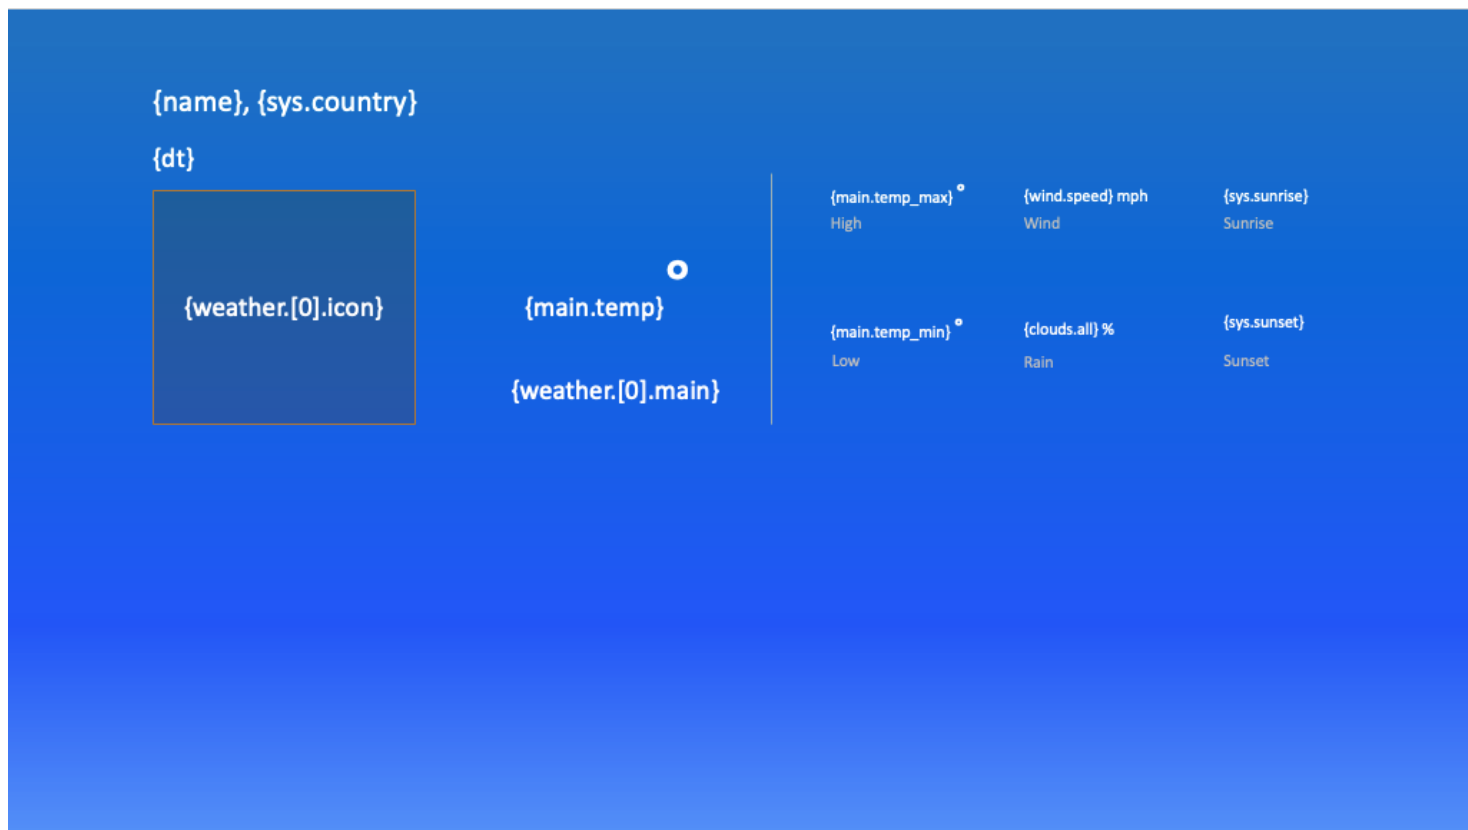 {name}, {sys.country}
{dt}
{weather.[0].icon}
{main.temp}°
{weather.[0].main}
{main.temp_max}°
High
{wind.speed} mph
Wind
{sys.sunrise}
Sunrise
{main.temp_min}°
Low
{clouds.all} %
Rain
{sys.sunset}
Sunset